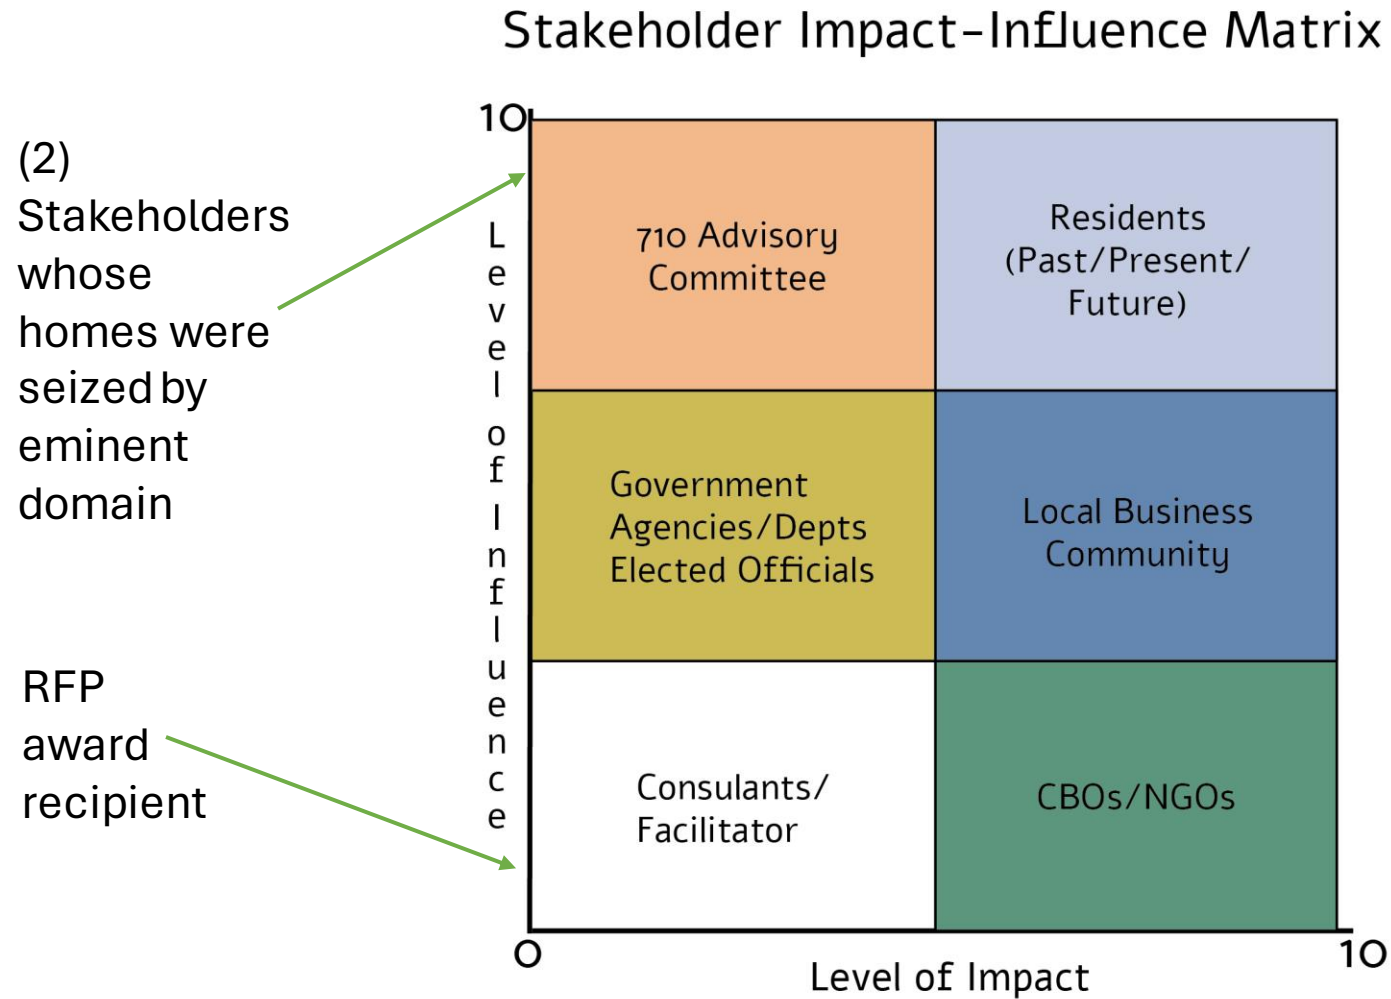 Stakeholder Impact-Influence Matrix
10
(2)
Stakeholders
whose
homes were
seized by
eminent
domain
RFP
award
recipient
Level of Influence
710 Advisory
Committee
Residents
(Past/Present/
Future)
Government
Agencies/Depts
Elected Officials
Local Business
Community
Consulants/
Facilitator
CBOs/NGOs
0
10
Level of Impact